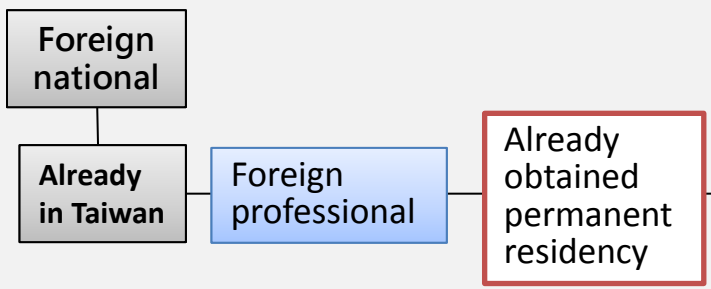 Foreign
national
Already
in Taiwan
Foreign
professional
Already
obtained
permanent
residency